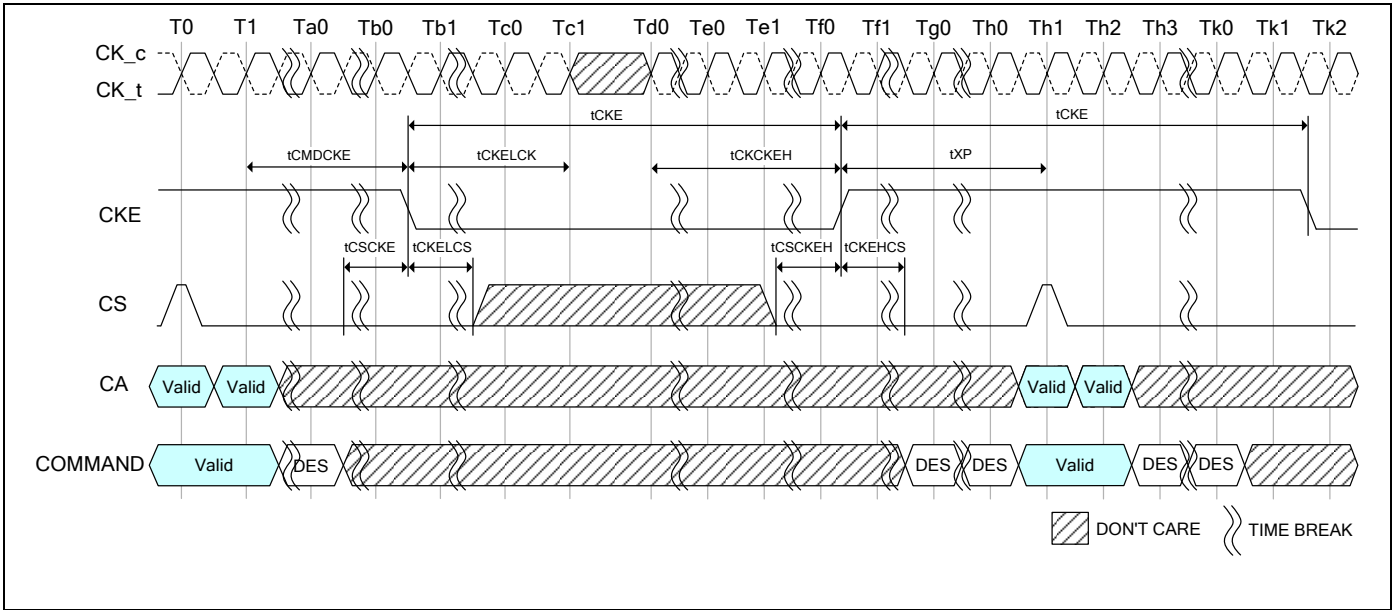 T0 T1 Ta0 Tb0 Tb1 Tc0 Tc1 Td0 Te0 Te1 Tf0 Tf1 Tg0 Th0 Th1 Th2 Th3 Tk0 Tk1 Tk2
CK_c
CK_t
tCKE tCKE
tCMDCKE tCKELCK tCKCKEH tXP
CKE
tCSCKE tCKELCS tCSCKEH tCKEHCS
CS
CA Valid Valid Valid Valid
COMMAND Valid DES DES DES Valid DES DES
DON'T CARE TIME BREAK